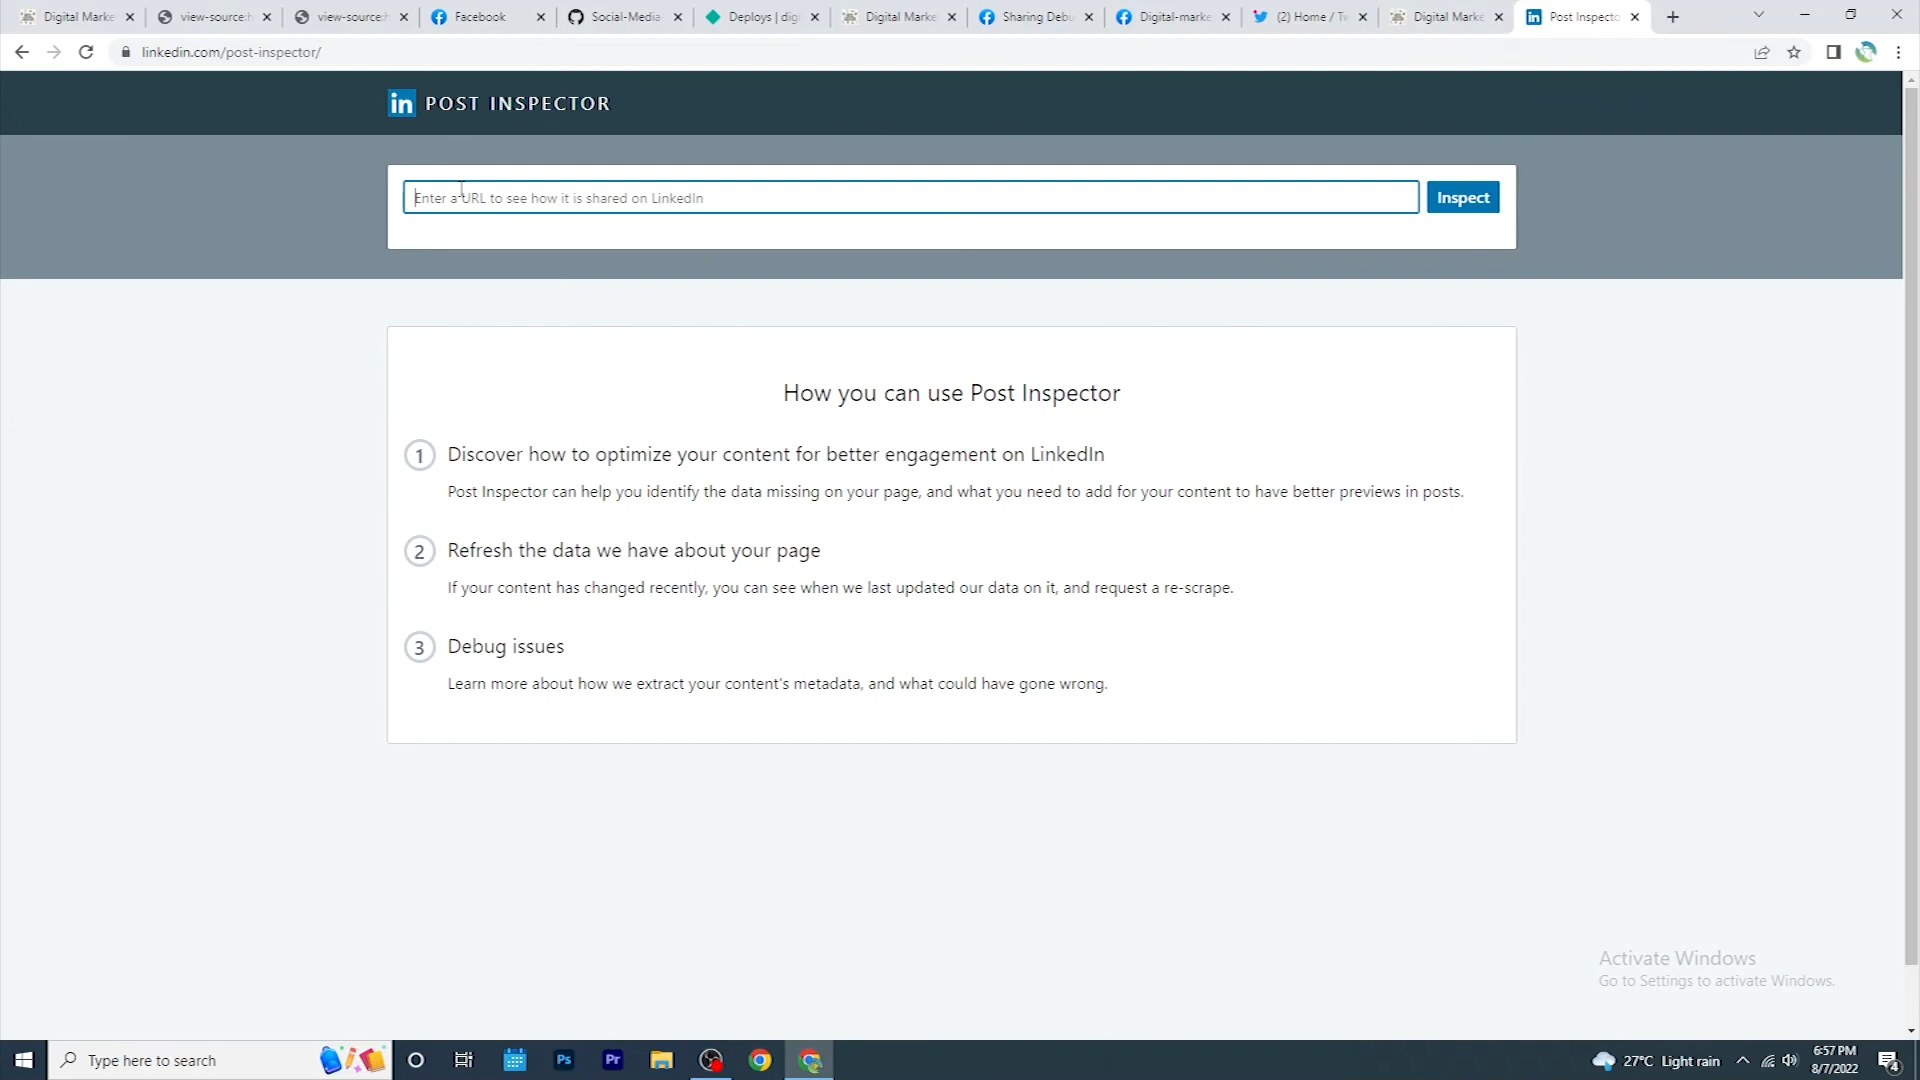 Digital Marke
view-source:h
view-source:h
Facebook
Social-Media
Deploys | digi
Digital Marke
Sharing Debu
Digital-marke
(2) Home / Tw
Digital Marke
Post Inspecto
linkedin.com/post-inspector/
in POST INSPECTOR
Enter a URL to see how it is shared on LinkedIn
Inspect
How you can use Post Inspector
1 Discover how to optimize your content for better engagement on LinkedIn
Post Inspector can help you identify the data missing on your page, and what you need to add for your content to have better previews in posts.
2 Refresh the data we have about your page
If your content has changed recently, you can see when we last updated our data on it, and request a re-scrape.
3 Debug issues
Learn more about how we extract your content's metadata, and what could have gone wrong.
Activate Windows
Go to Settings to activate Windows.
Type here to search
Ps
Pr
27°C Light rain
6:57 PM
8/7/2022
4